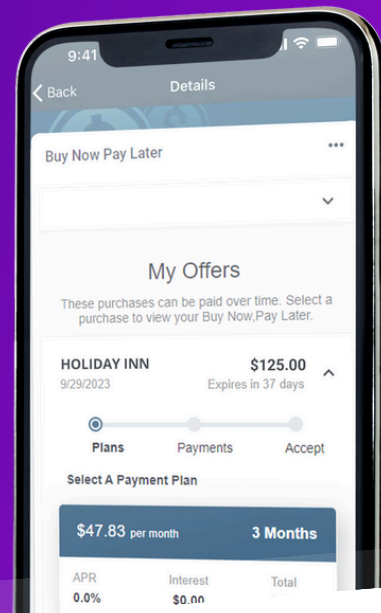 9:41
Back Details
Buy Now Pay Later
My Offers
These purchases can be paid over time. Select a
purchase to view your Buy Now,Pay Later.
HOLIDAY INN $125.00
9/29/2023 Expires in 37 days
Plans Payments Accept
Select A Payment Plan
$47.83 per month 3 Months
APR Interest Total
0.0% $0.00